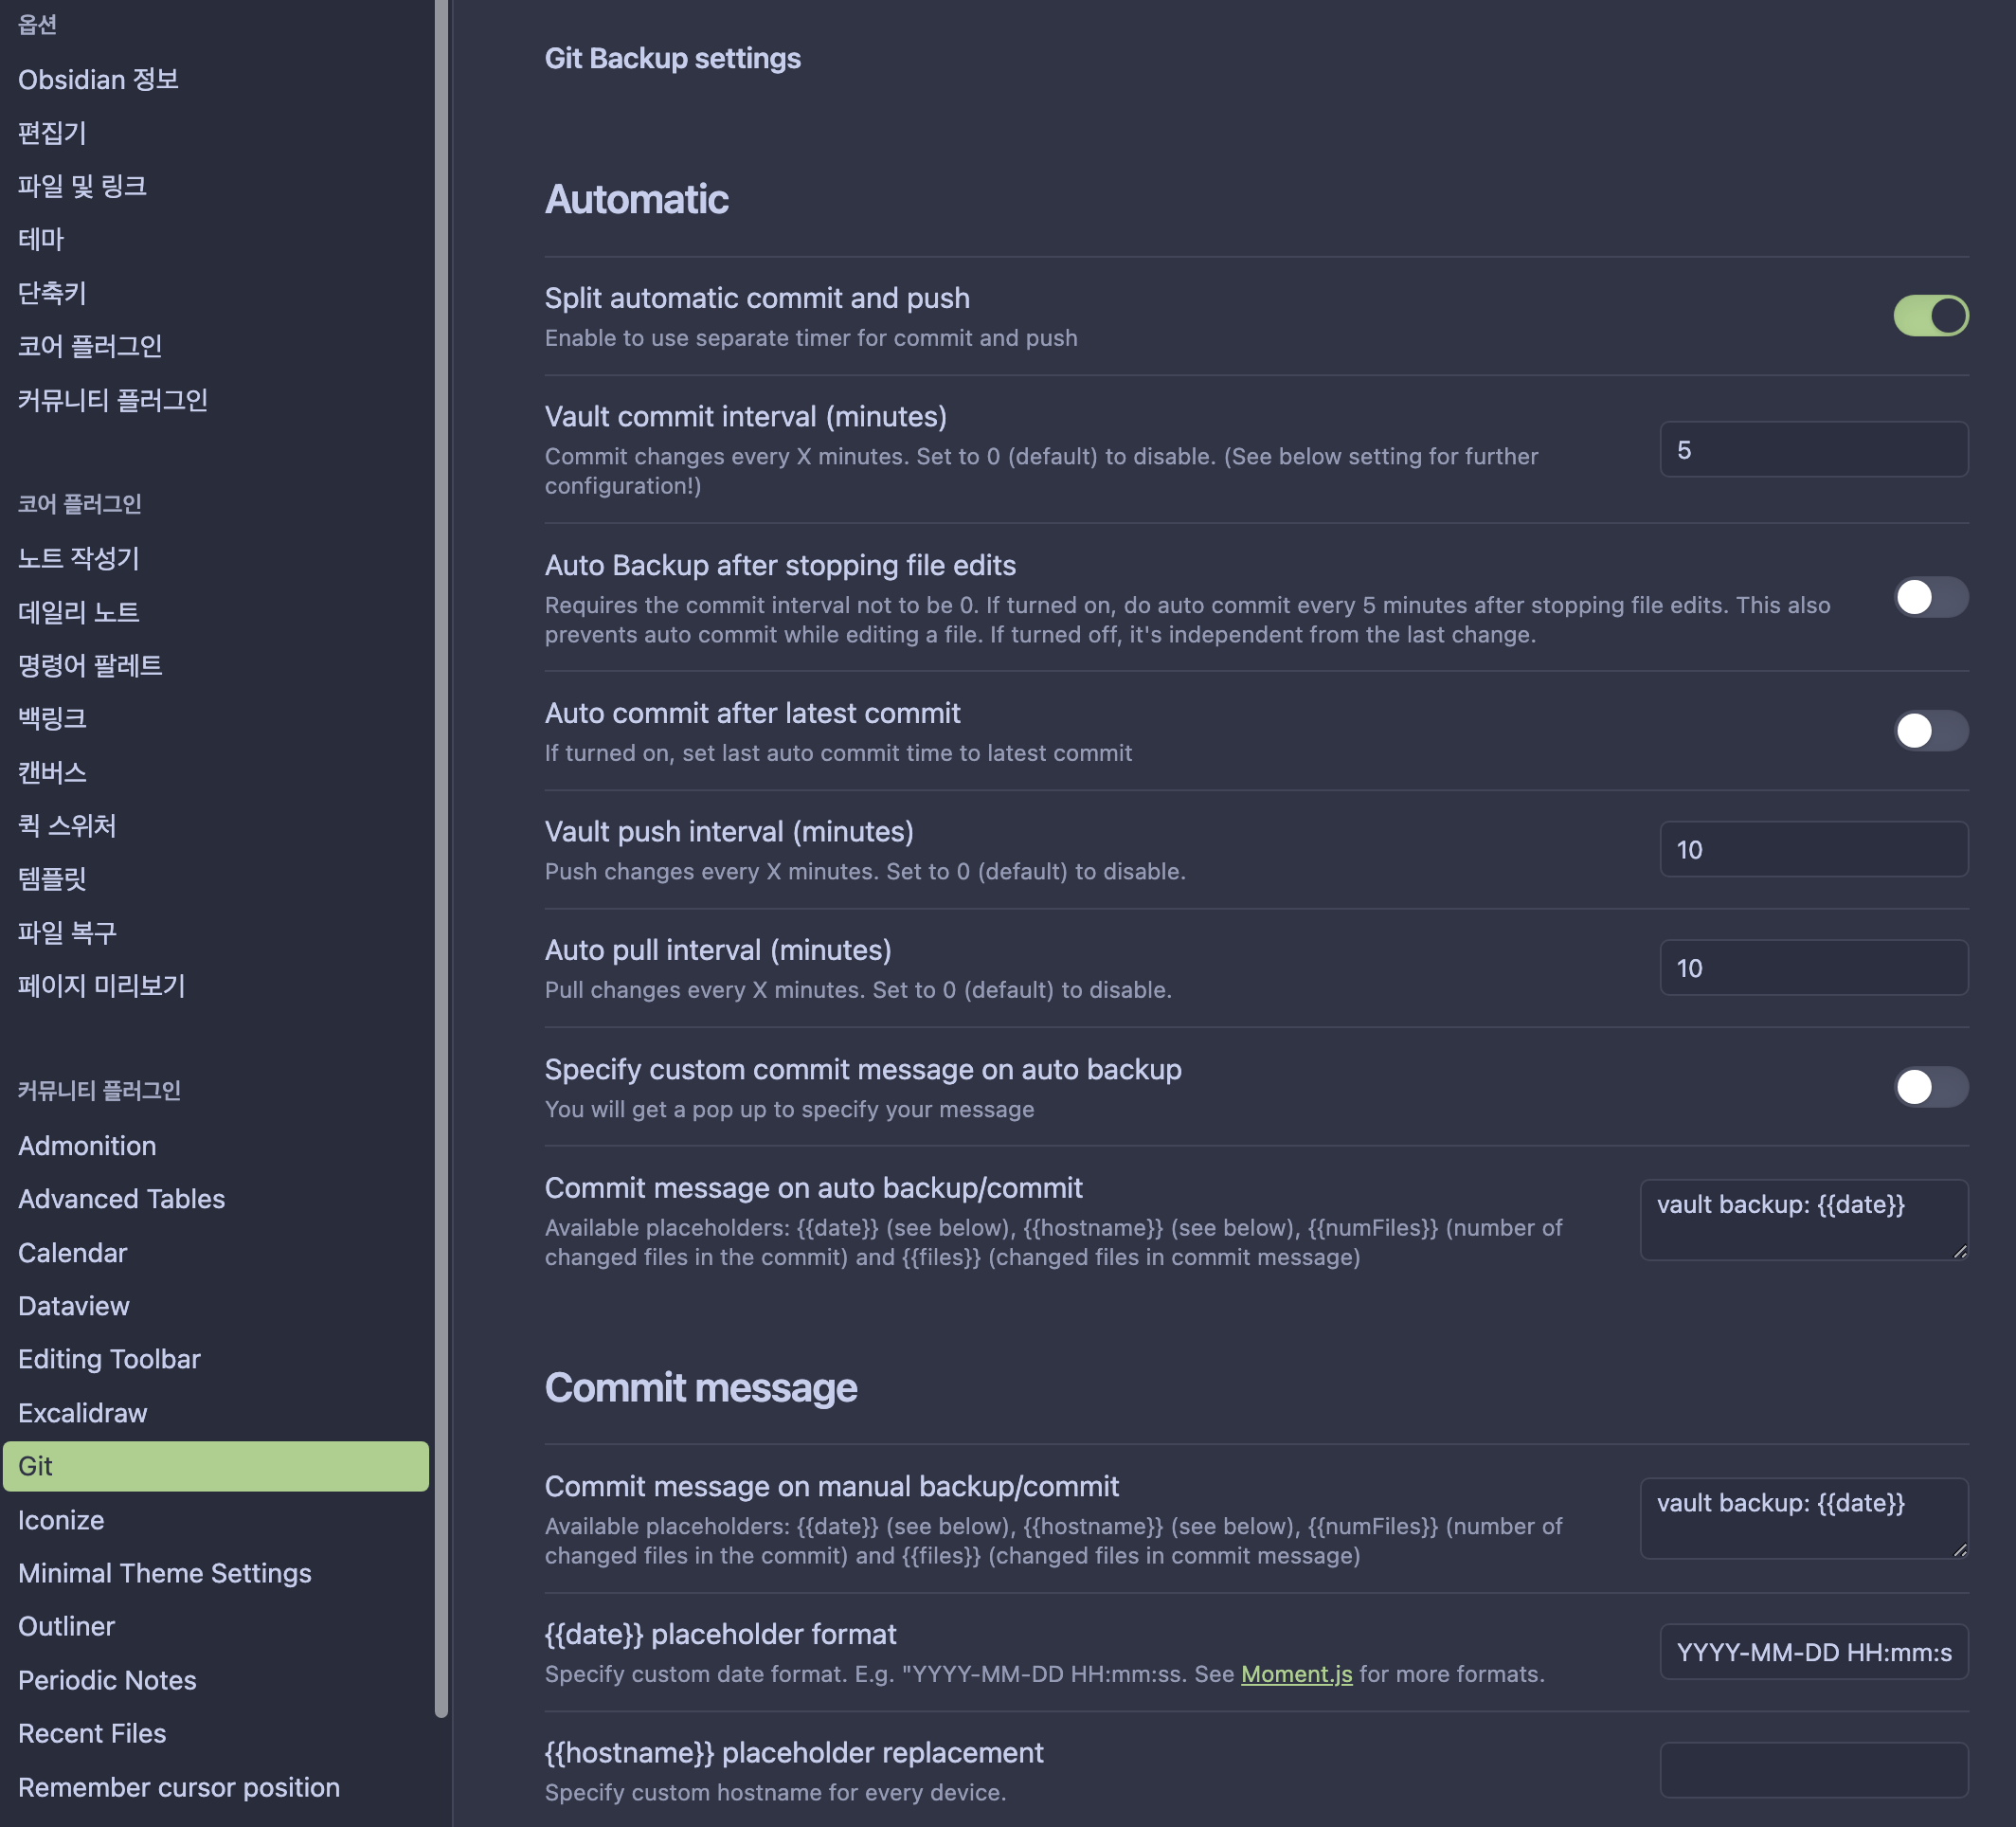 옵션
Obsidian 정보
편집기
파일 및 링크
테마
단축키
코어 플러그인
커뮤니티 플러그인
코어 플러그인
노트 작성기
데일리 노트
명령어 팔레트
백링크
캔버스
퀵 스위처
템플릿
파일 복구
페이지 미리보기
커뮤니티 플러그인
Admonition
Advanced Tables
Calendar
Dataview
Editing Toolbar
Excalidraw
Git
Iconize
Minimal Theme Settings
Outliner
Periodic Notes
Recent Files
Remember cursor position
Git Backup settings
Automatic
Split automatic commit and push
Enable to use separate timer for commit and push
Vault commit interval (minutes)
Commit changes every X minutes. Set to 0 (default) to disable. (See below setting for further
configuration!)
5
Auto Backup after stopping file edits
Requires the commit interval not to be 0. If turned on, do auto commit every 5 minutes after stopping file edits. This also
prevents auto commit while editing a file. If turned off, it's independent from the last change.
Auto commit after latest commit
If turned on, set last auto commit time to latest commit
Vault push interval (minutes)
Push changes every X minutes. Set to 0 (default) to disable.
10
Auto pull interval (minutes)
Pull changes every X minutes. Set to 0 (default) to disable.
10
Specify custom commit message on auto backup
You will get a pop up to specify your message
Commit message on auto backup/commit
Available placeholders: {{date}} (see below), {{hostname}} (see below), {{numFiles}} (number of
changed files in the commit) and {{files}} (changed files in commit message)
vault backup: {{date}}
Commit message
Commit message on manual backup/commit
Available placeholders: {{date}} (see below), {{hostname}} (see below), {{numFiles}} (number of
changed files in the commit) and {{files}} (changed files in commit message)
vault backup: {{date}}
{{date}} placeholder format
Specify custom date format. E.g. "YYYY-MM-DD HH:mm:ss. See Moment.js for more formats.
YYYY-MM-DD HH:mm:s
{{hostname}} placeholder replacement
Specify custom hostname for every device.